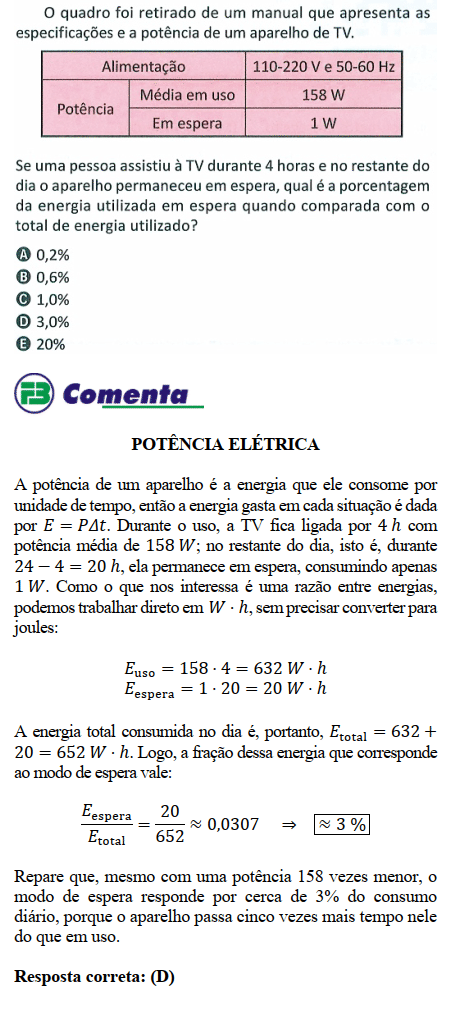 O quadro foi retirado de um manual que apresenta as
especificações e a potência de um aparelho de TV.
Alimentação 110-220 V e 50-60 Hz
Potência Média em uso 158 W
Em espera 1 W
Se uma pessoa assistiu à TV durante 4 horas e no restante do
dia o aparelho permaneceu em espera, qual é a porcentagem
da energia utilizada em espera quando comparada com o
total de energia utilizado?
A 0,2%
B 0,6%
C 1,0%
D 3,0%
E 20%
FB Comenta
POTÊNCIA ELÉTRICA
A potência de um aparelho é a energia que ele consome por
unidade de tempo, então a energia gasta em cada situação é dada
por E = PΔt. Durante o uso, a TV fica ligada por 4 h com
potência média de 158 W; no restante do dia, isto é, durante
24 − 4 = 20 h, ela permanece em espera, consumindo apenas
1 W. Como o que nos interessa é uma razão entre energias,
podemos trabalhar direto em W · h, sem precisar converter para
joules:
E_uso = 158 · 4 = 632 W · h
E_espera = 1 · 20 = 20 W · h
A energia total consumida no dia é, portanto, E_total = 632 +
20 = 652 W · h. Logo, a fração dessa energia que corresponde
ao modo de espera vale:
E_espera/E_total = 20/652 ≈ 0,0307 ⇒ ≈ 3 %
Repare que, mesmo com uma potência 158 vezes menor, o
modo de espera responde por cerca de 3% do consumo
diário, porque o aparelho passa cinco vezes mais tempo nele
do que em uso.
Resposta correta: (D)